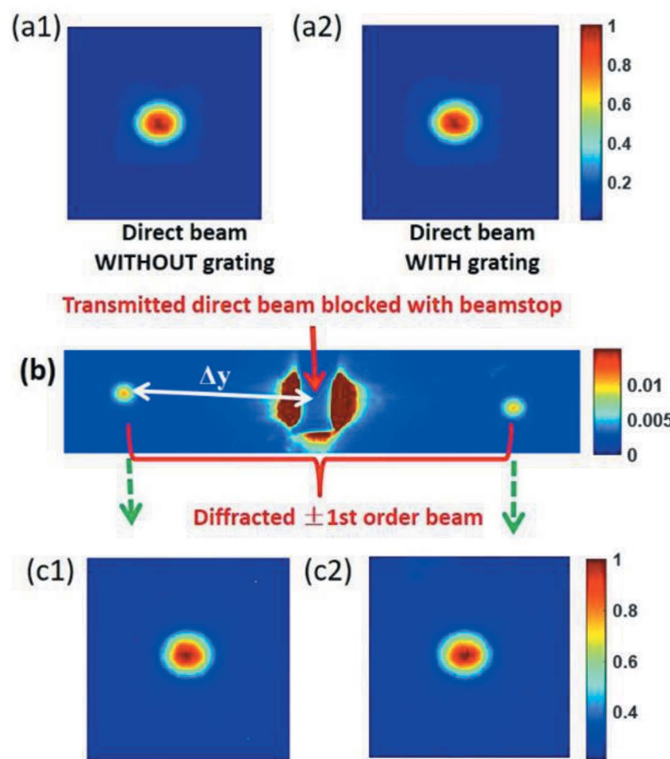 (a1)
(a2)
1
0.8
0.6
0.4
0.2
Direct beam
WITHOUT grating
Direct beam
WITH grating
Transmitted direct beam blocked with beamstop
(b)
Δy
0.01
0.005
0
Diffracted ±1st order beam
(c1)
(c2)
1
0.8
0.6
0.4